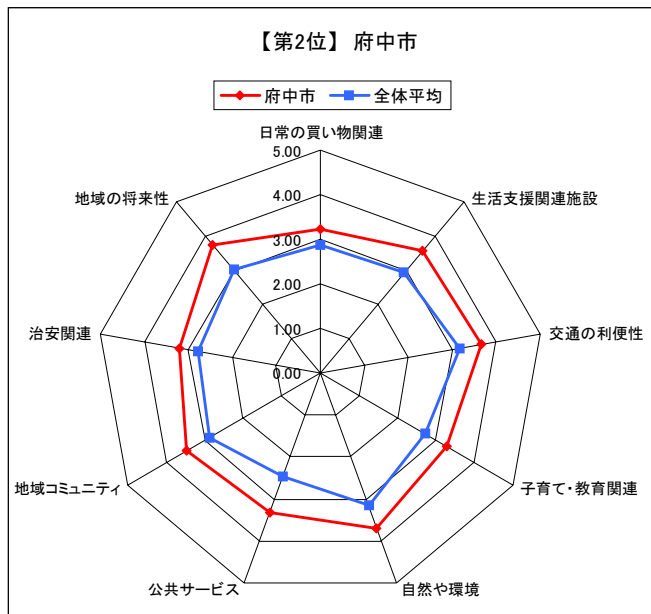 【第2位】 府中市
府中市 全体平均
日常の買い物関連
生活支援関連施設
交通の利便性
子育て・教育関連
自然や環境
公共サービス
地域コミュニティ
治安関連
地域の将来性
5.00
4.00
3.00
2.00
1.00
0.00